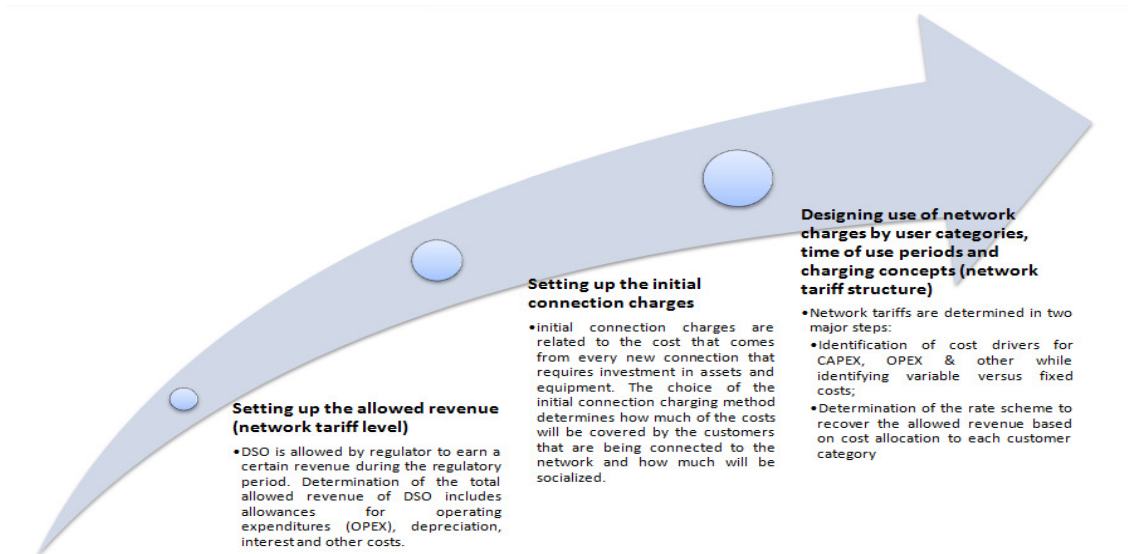 Setting up the allowed revenue
(network tariff level)
•DSO is allowed by regulator to earn a
certain revenue during the regulatory
period. Determination of the total
allowed revenue of DSO includes
allowances for operating
expenditures (OPEX), depreciation,
interest and other costs.
Setting up the initial
connection charges
•initial connection charges are
related to the cost that comes
from every new connection that
requires investment in assets and
equipment. The choice of the
initial connection charging method
determines how much of the costs
will be covered by the customers
that are being connected to the
network and how much will be
socialized.
Designing use of network
charges by user categories,
time of use periods and
charging concepts (network
tariff structure)
•Network tariffs are determined in two
major steps:
•Identification of cost drivers for
CAPEX, OPEX & other while
identifying variable versus fixed
costs;
•Determination of the rate scheme to
recover the allowed revenue based
on cost allocation to each customer
category